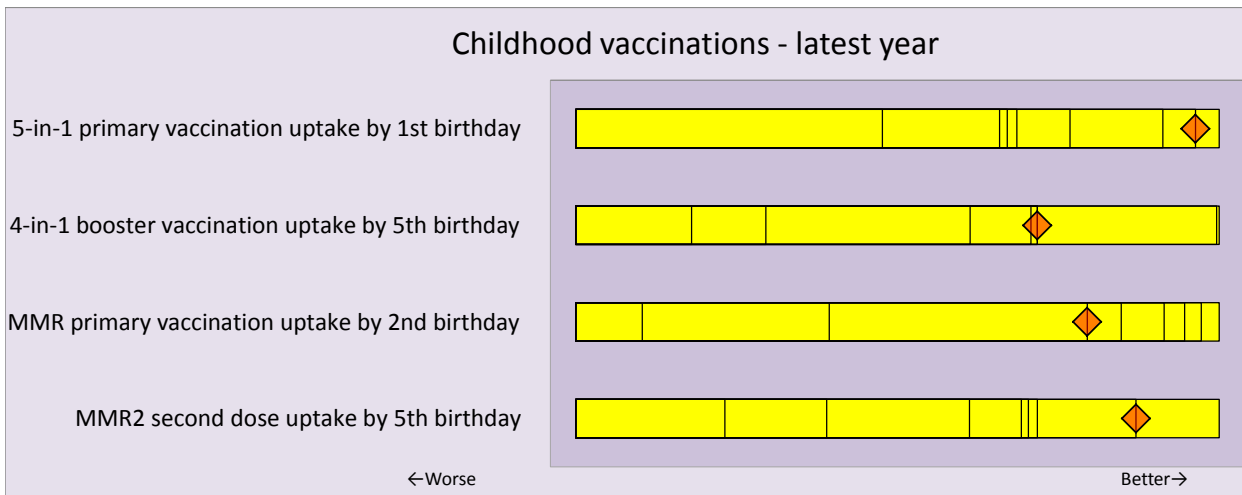 Childhood vaccinations - latest year
5-in-1 primary vaccination uptake by 1st birthday
4-in-1 booster vaccination uptake by 5th birthday
MMR primary vaccination uptake by 2nd birthday
MMR2 second dose uptake by 5th birthday
←Worse Better→